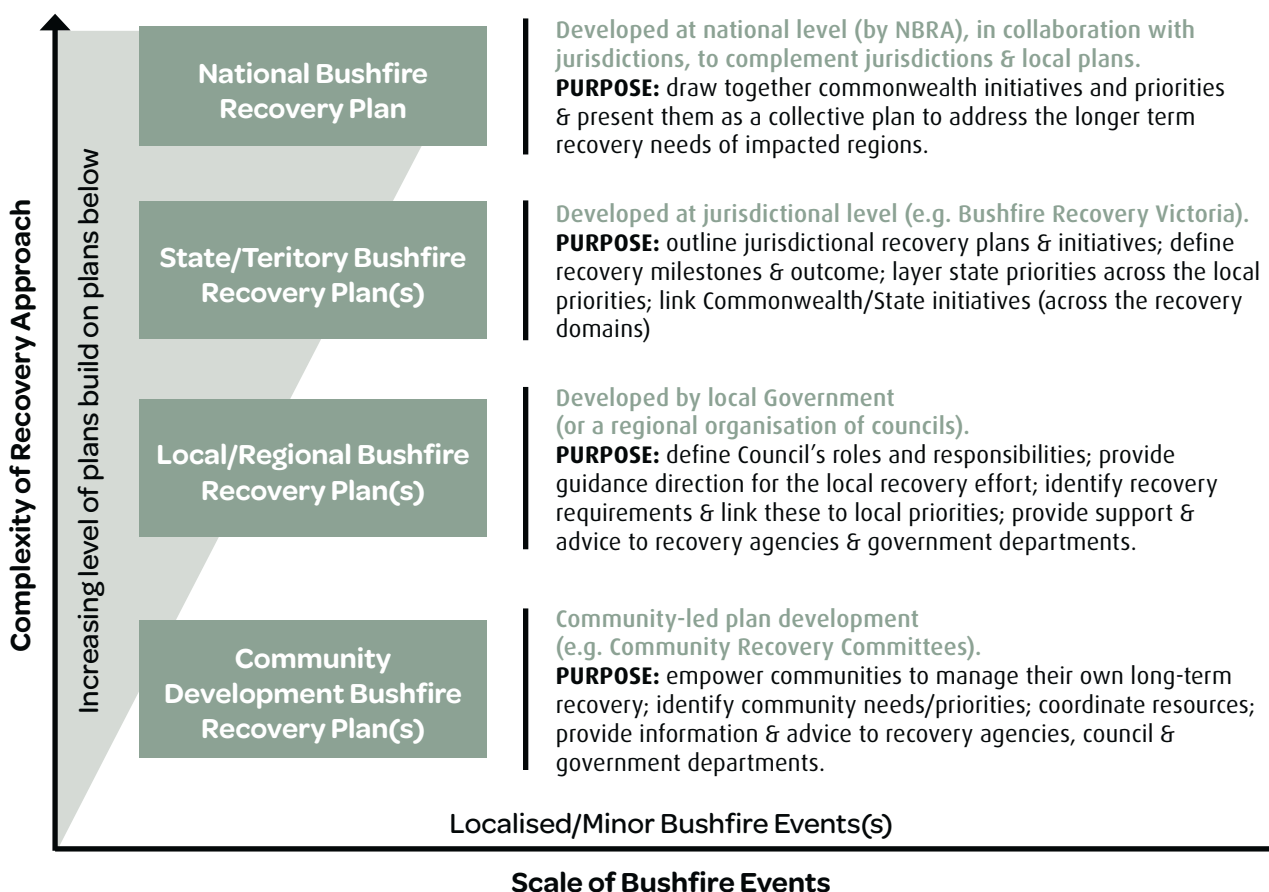 Complexity of Recovery Approach
Increasing level of plans build on plans below
National Bushfire
Recovery Plan
Developed at national level (by NBRA), in collaboration with
jurisdictions, to complement jurisdictions & local plans.
PURPOSE: draw together commonwealth initiatives and priorities
& present them as a collective plan to address the longer term
recovery needs of impacted regions.
State/Teritory Bushfire
Recovery Plan(s)
Developed at jurisdictional level (e.g. Bushfire Recovery Victoria).
PURPOSE: outline jurisdictional recovery plans & initiatives; define
recovery milestones & outcome; layer state priorities across the local
priorities; link Commonwealth/State initiatives (across the recovery
domains)
Local/Regional Bushfire
Recovery Plan(s)
Developed by local Government
(or a regional organisation of councils).
PURPOSE: define Council’s roles and responsibilities; provide
guidance direction for the local recovery effort; identify recovery
requirements & link these to local priorities; provide support &
advice to recovery agencies & government departments.
Community
Development Bushfire
Recovery Plan(s)
Community-led plan development
(e.g. Community Recovery Committees).
PURPOSE: empower communities to manage their own long-term
recovery; identify community needs/priorities; coordinate resources;
provide information & advice to recovery agencies, council &
government departments.
Localised/Minor Bushfire Events(s)
Scale of Bushfire Events